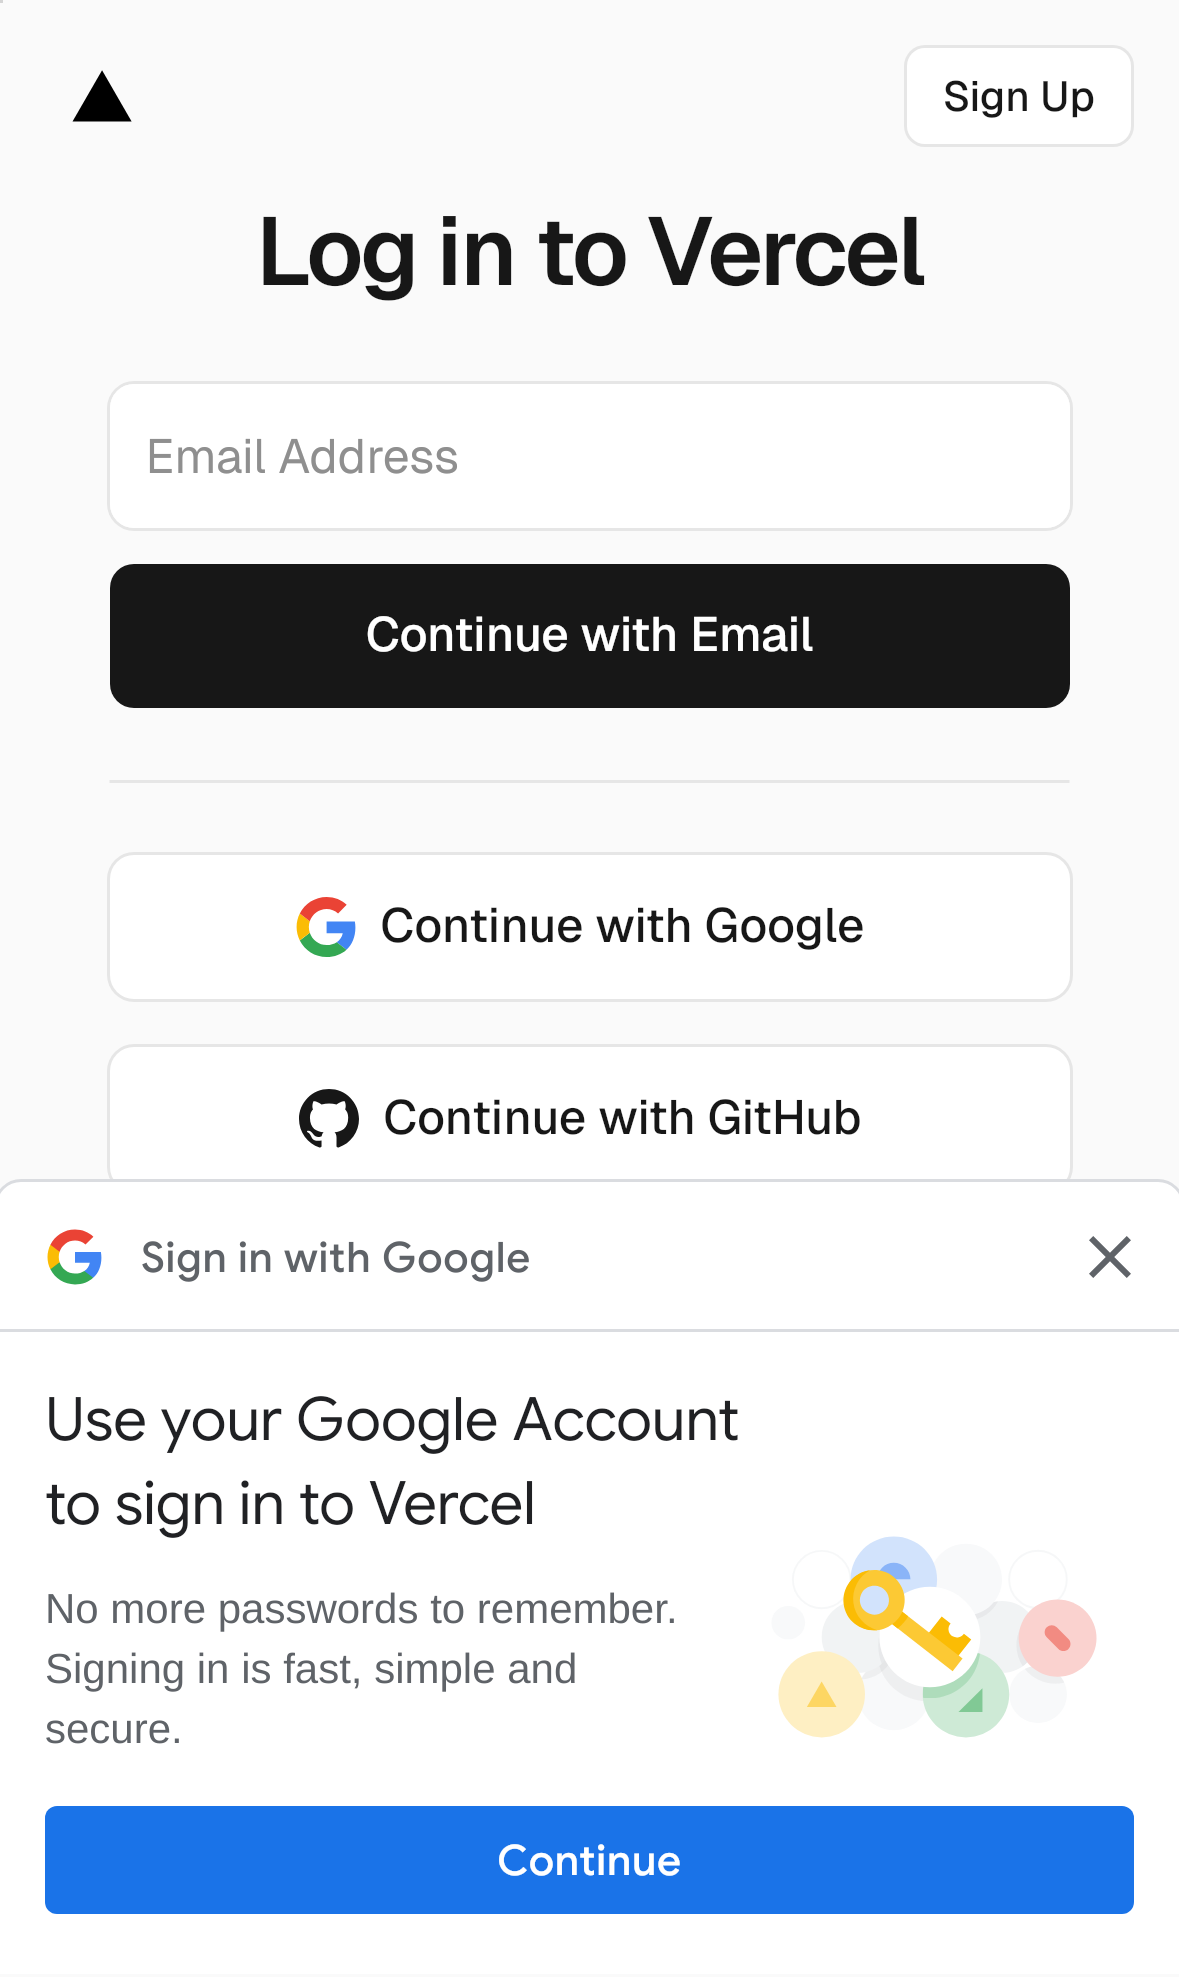 Sign Up
Log in to Vercel
Email Address
Continue with Email
Continue with Google
Continue with GitHub
Sign in with Google
Use your Google Account
to sign in to Vercel
No more passwords to remember.
Signing in is fast, simple and
secure.
Continue